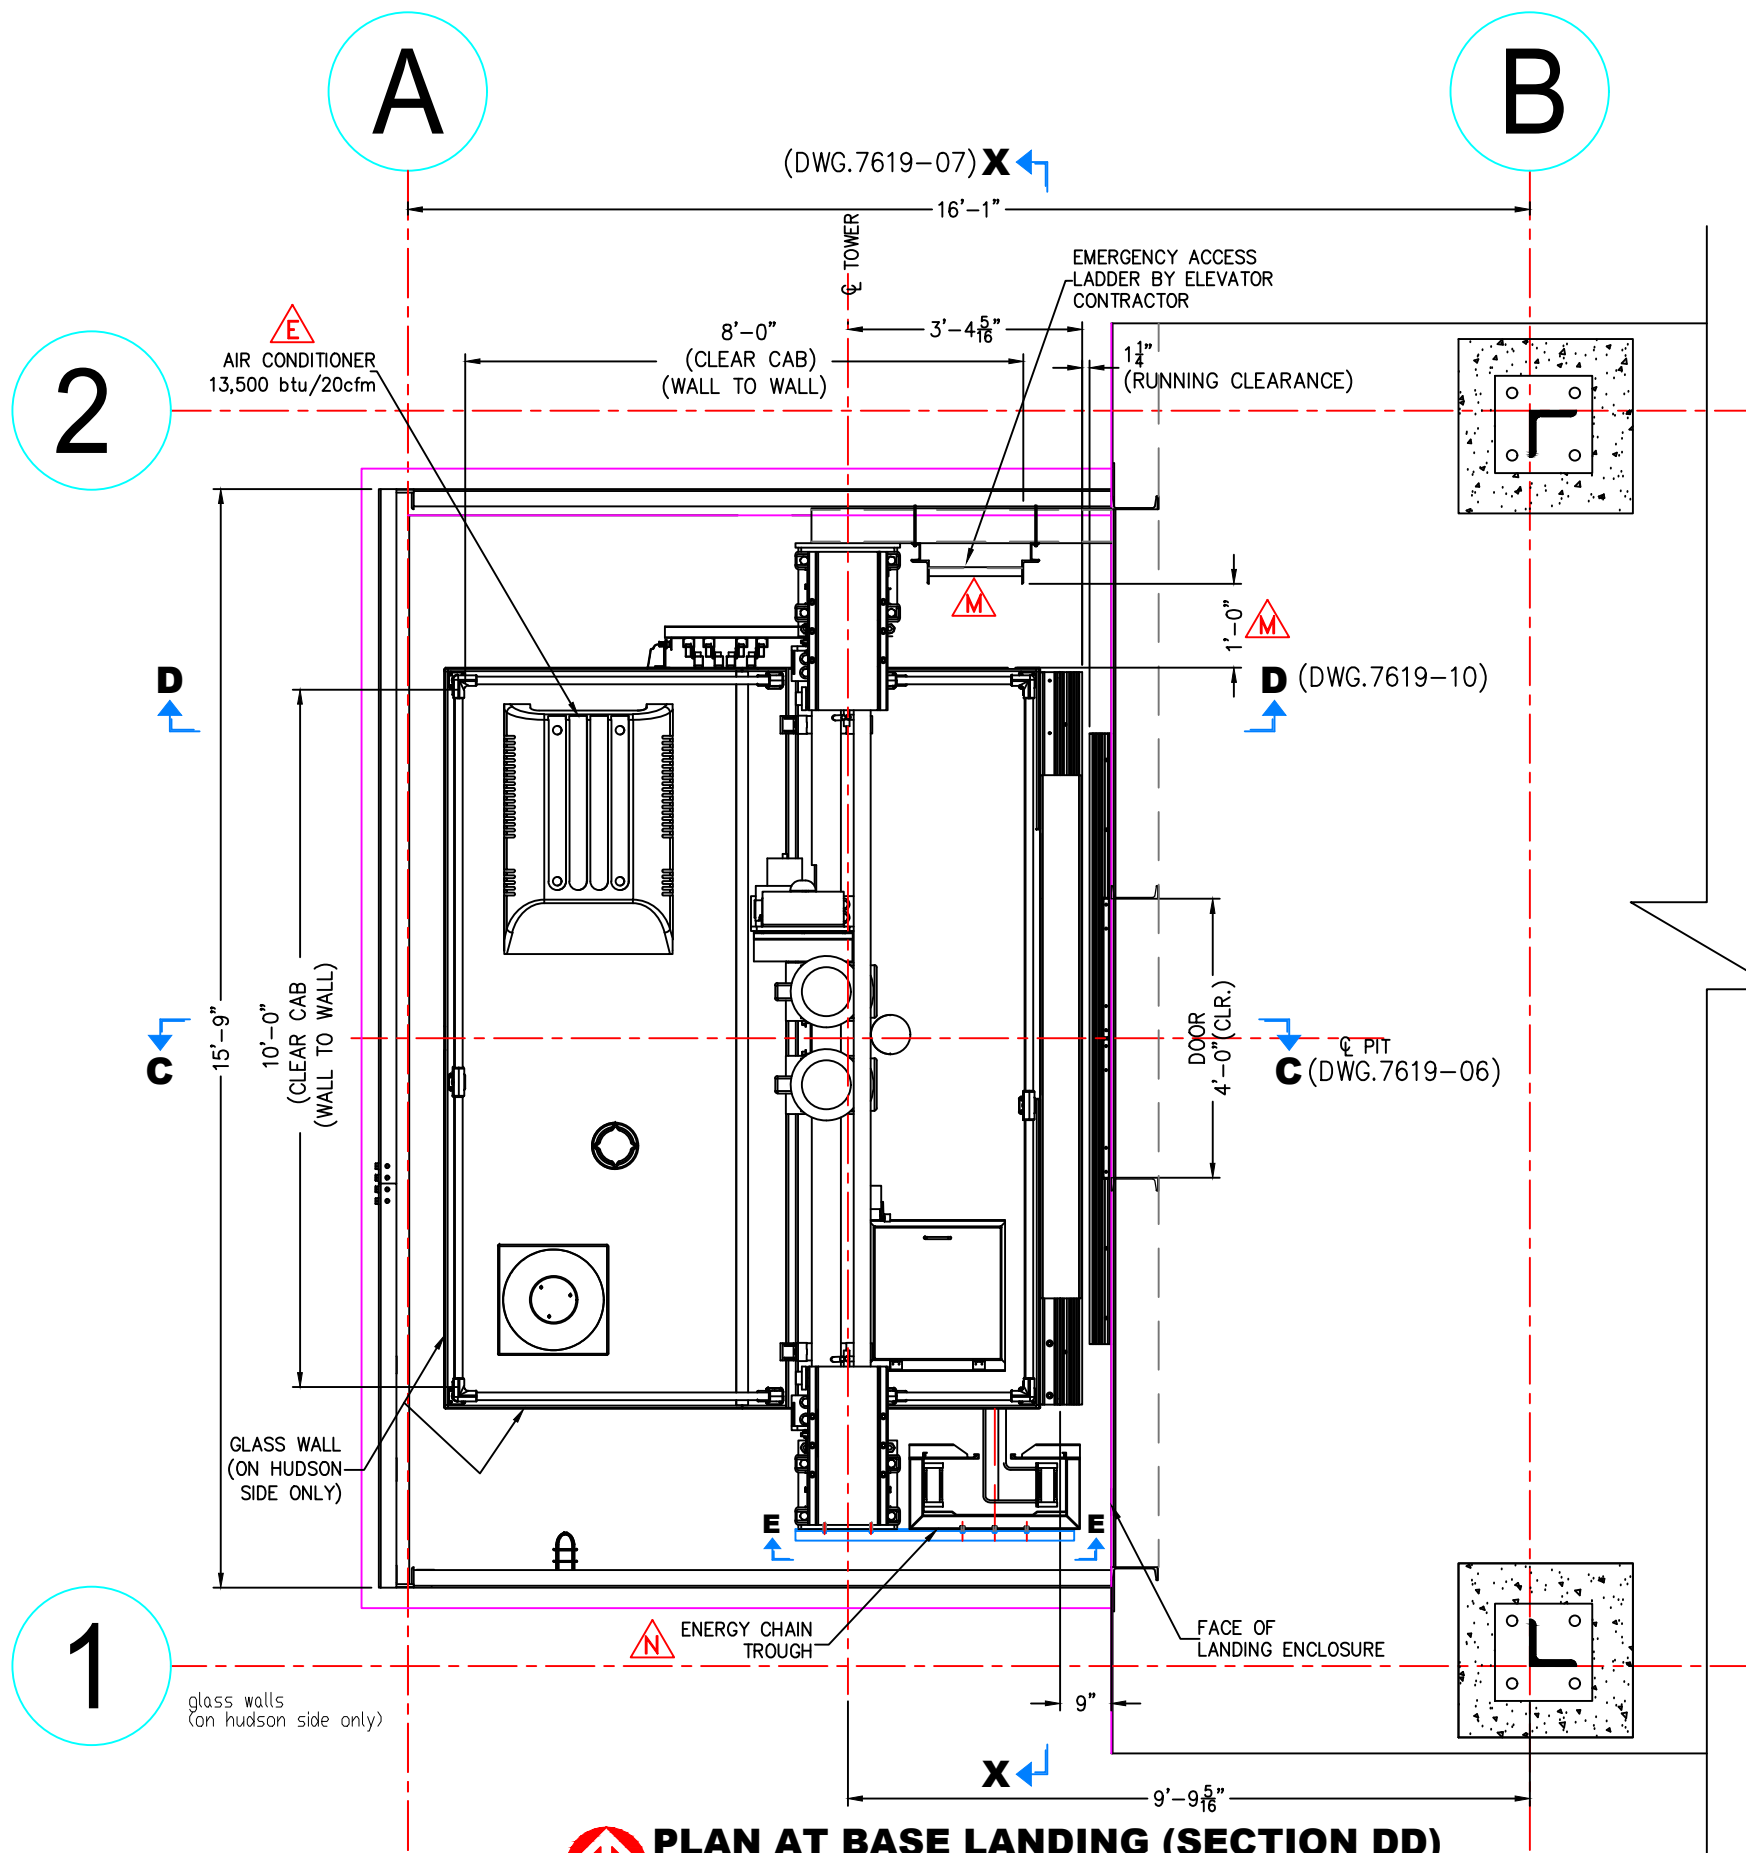 A
B
(DWG.7619-07) X
16'-1"
℄ TOWER
EMERGENCY ACCESS
LADDER BY ELEVATOR
CONTRACTOR
E
AIR CONDITIONER
13,500 btu/20cfm
8'-0"
(CLEAR CAB)
(WALL TO WALL)
3'-4 5/16"
1 1/4"
(RUNNING CLEARANCE)
2
M
1'-0"
M
D
D (DWG.7619-10)
15'-9"
10'-0"
(CLEAR CAB
(WALL TO WALL)
DOOR
4'-0"(CLR.)
C
℄ PIT
C (DWG.7619-06)
GLASS WALL
(ON HUDSON
SIDE ONLY)
E
E
N
ENERGY CHAIN
TROUGH
FACE OF
LANDING ENCLOSURE
1
glass walls
(on hudson side only)
9"
X
9'-9 5/16"
PLAN AT BASE LANDING (SECTION DD)